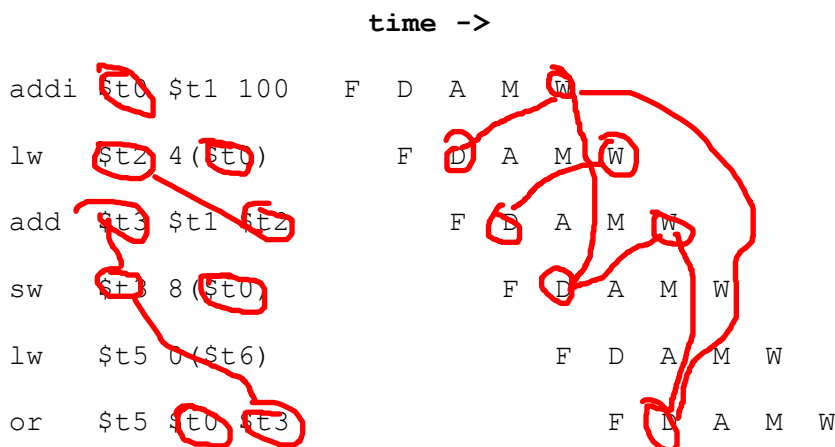 time ->
addi $t0 $t1 100 F D A M W
lw $t2 4($t0) F D A M W
add $t3 $t1 $t2 F D A M W
sw $t3 8($t0) F D A M W
lw $t5 0($t6) F D A M W
or $t5 $t0 $t3 F D A M W